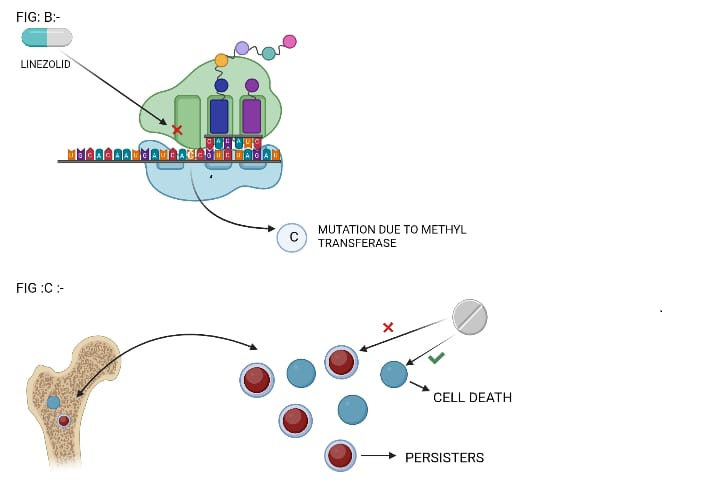 FIG: B:-
LINEZOLID
C
MUTATION DUE TO METHYL
TRANSFERASE
FIG :C :-
CELL DEATH
PERSISTERS